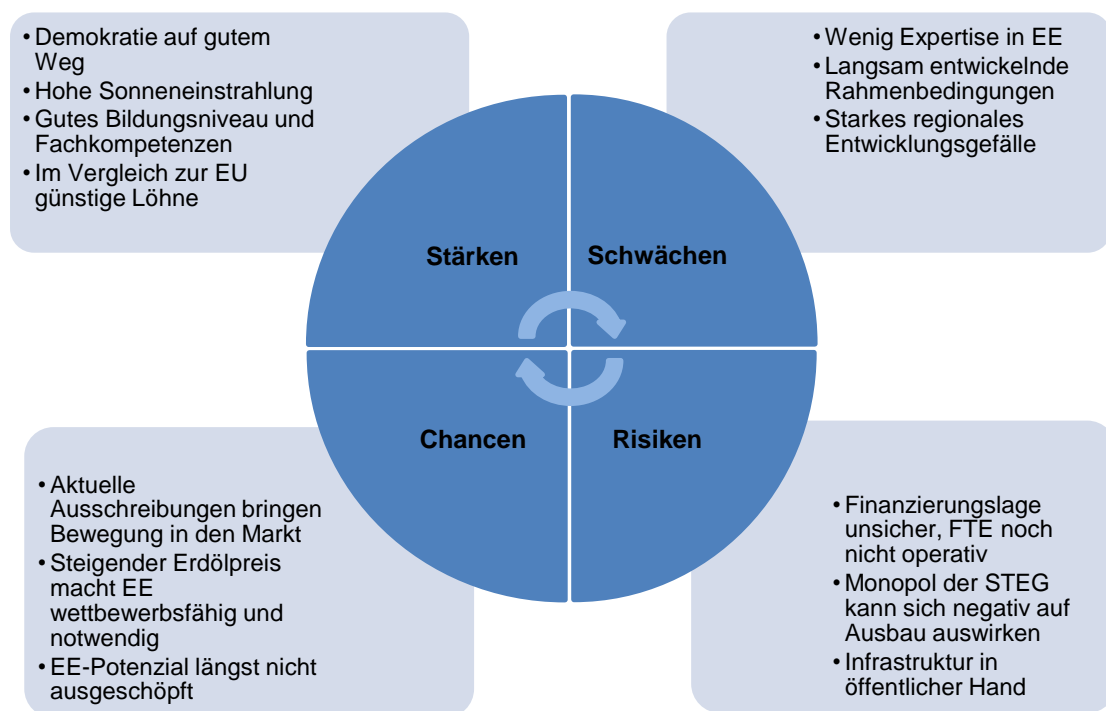 • Demokratie auf gutem
Weg
• Hohe Sonneneinstrahlung
• Gutes Bildungsniveau und
Fachkompetenzen
• Im Vergleich zur EU
günstige Löhne
• Wenig Expertise in EE
• Langsam entwickelnde
Rahmenbedingungen
• Starkes regionales
Entwicklungsgefälle
Stärken
Schwächen
Chancen
Risiken
• Aktuelle
Ausschreibungen bringen
Bewegung in den Markt
• Steigender Erdölpreis
macht EE
wettbewerbsfähig und
notwendig
• EE-Potenzial längst nicht
ausgeschöpft
• Finanzierungslage
unsicher, FTE noch
nicht operativ
• Monopol der STEG
kann sich negativ auf
Ausbau auswirken
• Infrastruktur in
öffentlicher Hand